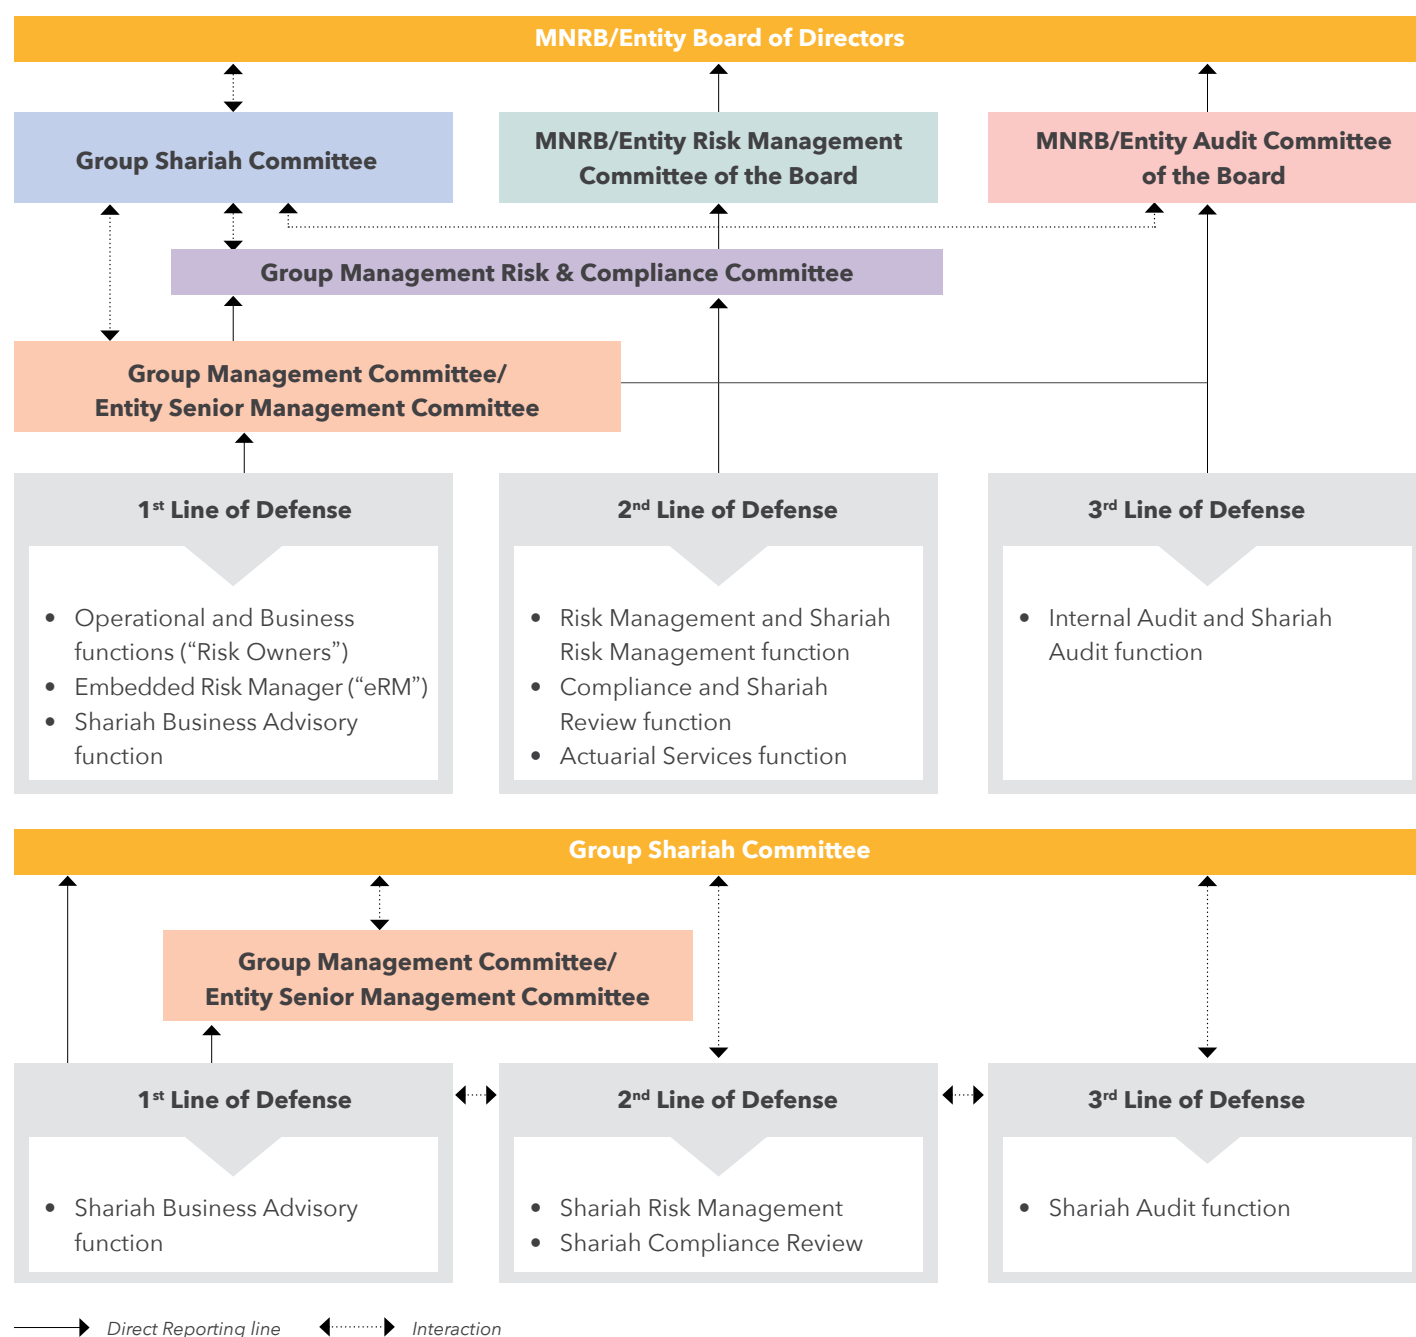 MNRB/Entity Board of Directors
Group Shariah Committee
MNRB/Entity Risk Management
Committee of the Board
MNRB/Entity Audit Committee
of the Board
Group Management Risk & Compliance Committee
Group Management Committee/
Entity Senior Management Committee
1st Line of Defense
• Operational and Business
functions (“Risk Owners”)
• Embedded Risk Manager (“eRM”)
• Shariah Business Advisory
function
2nd Line of Defense
• Risk Management and Shariah
Risk Management function
• Compliance and Shariah
Review function
• Actuarial Services function
3rd Line of Defense
• Internal Audit and Shariah
Audit function
Group Shariah Committee
Group Management Committee/
Entity Senior Management Committee
1st Line of Defense
• Shariah Business Advisory
function
2nd Line of Defense
• Shariah Risk Management
• Shariah Compliance Review
3rd Line of Defense
• Shariah Audit function
Direct Reporting line
Interaction